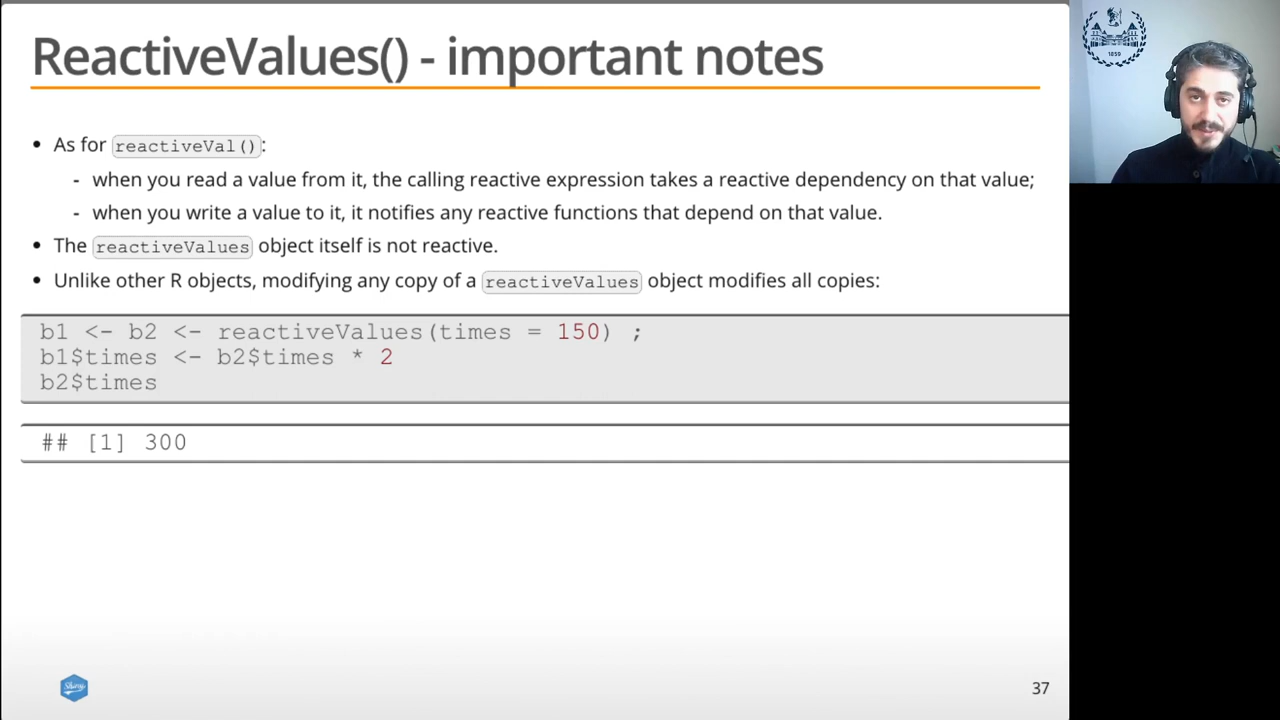 ReactiveValues() - important notes
1859
• As for reactiveVal():
- when you read a value from it, the calling reactive expression takes a reactive dependency on that value;
- when you write a value to it, it notifies any reactive functions that depend on that value.
• The reactiveValues object itself is not reactive.
• Unlike other R objects, modifying any copy of a reactiveValues object modifies all copies:
b1 <- b2 <- reactiveValues(times = 150) ;
b1$times <- b2$times * 2
b2$times
## [1] 300
Shiny
37